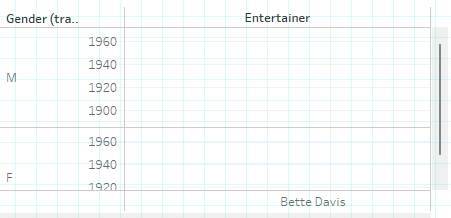 Gender (tra..
Entertainer
1960
1940
M
1920
1900
1960
1940
F
1920
Bette Davis